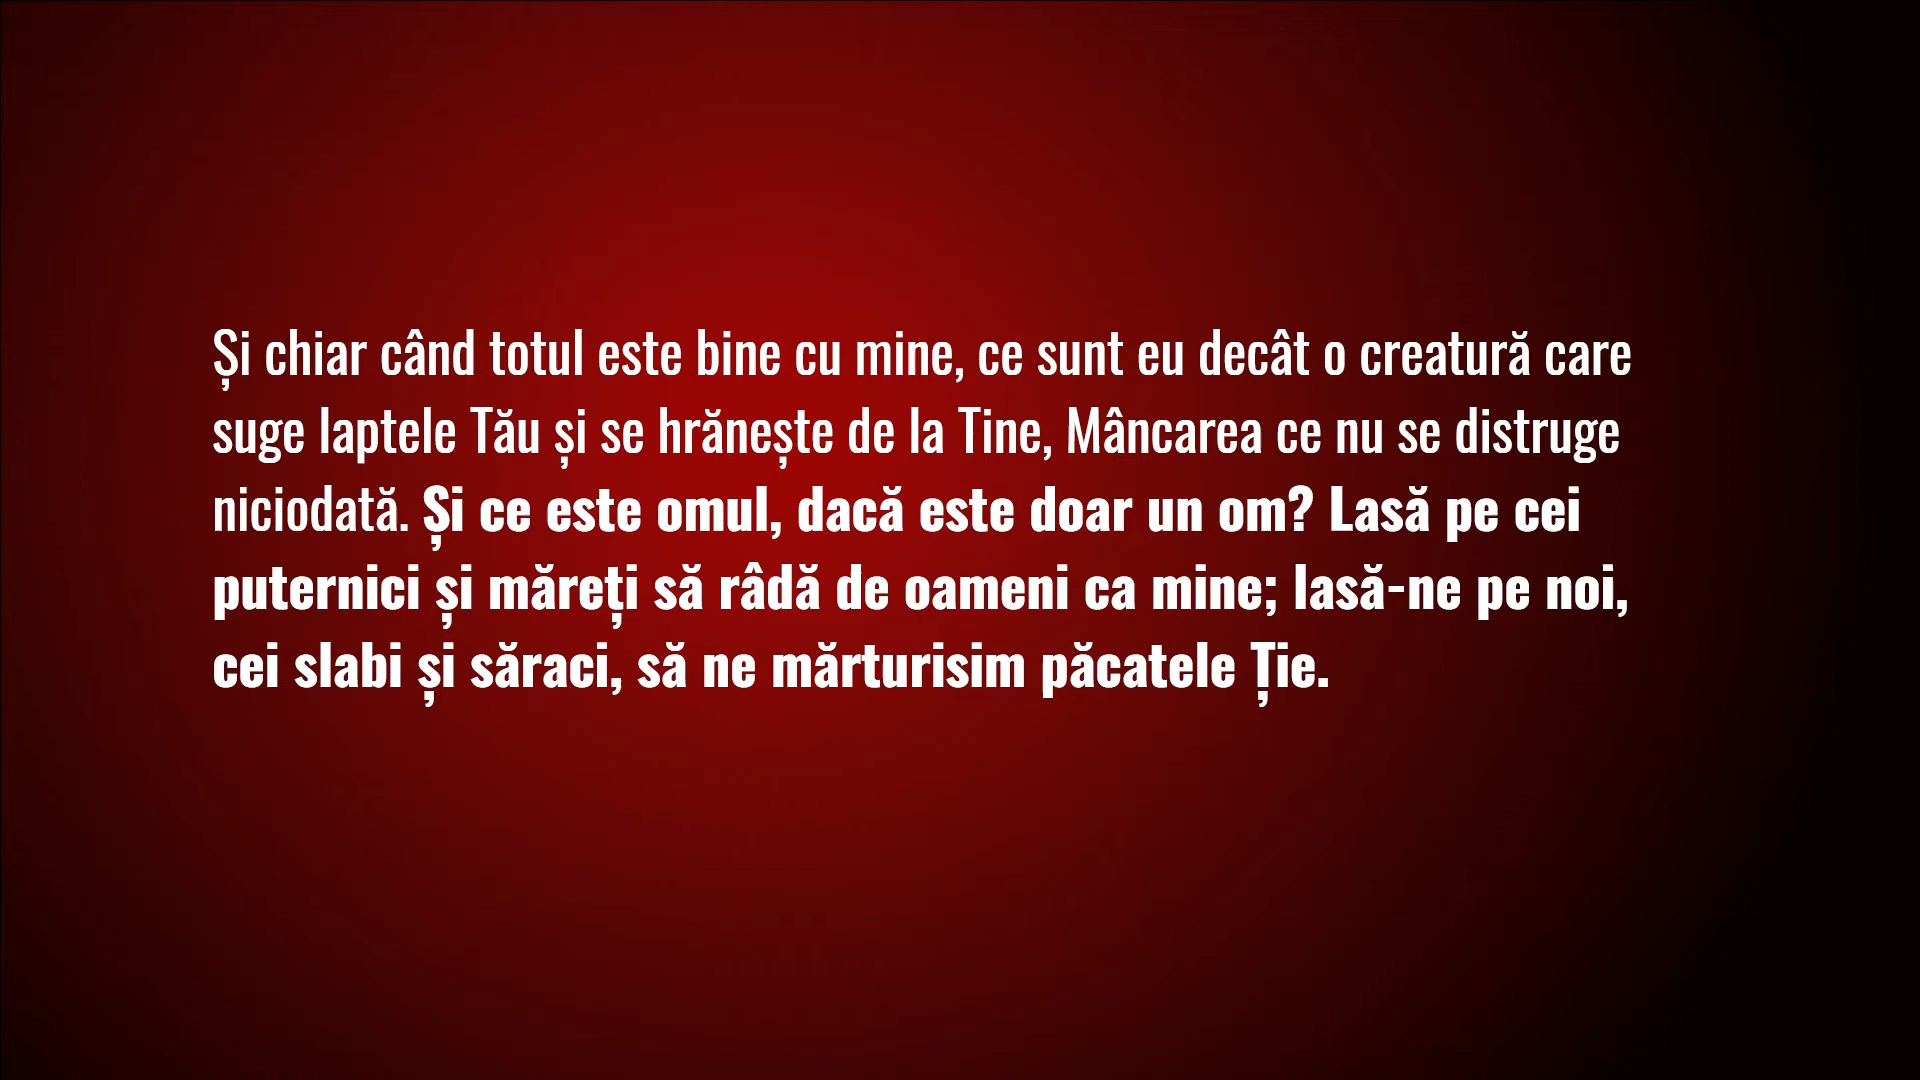 Și chiar când totul este bine cu mine, ce sunt eu decât o creatură care
suge laptele Tău și se hrănește de la Tine, Mâncarea ce nu se distruge
niciodată. Și ce este omul, dacă este doar un om? Lasă pe cei
puternici și măreți să râdă de oameni ca mine; lasă-ne pe noi,
cei slabi și săraci, să ne mărturisim păcatele Ție.